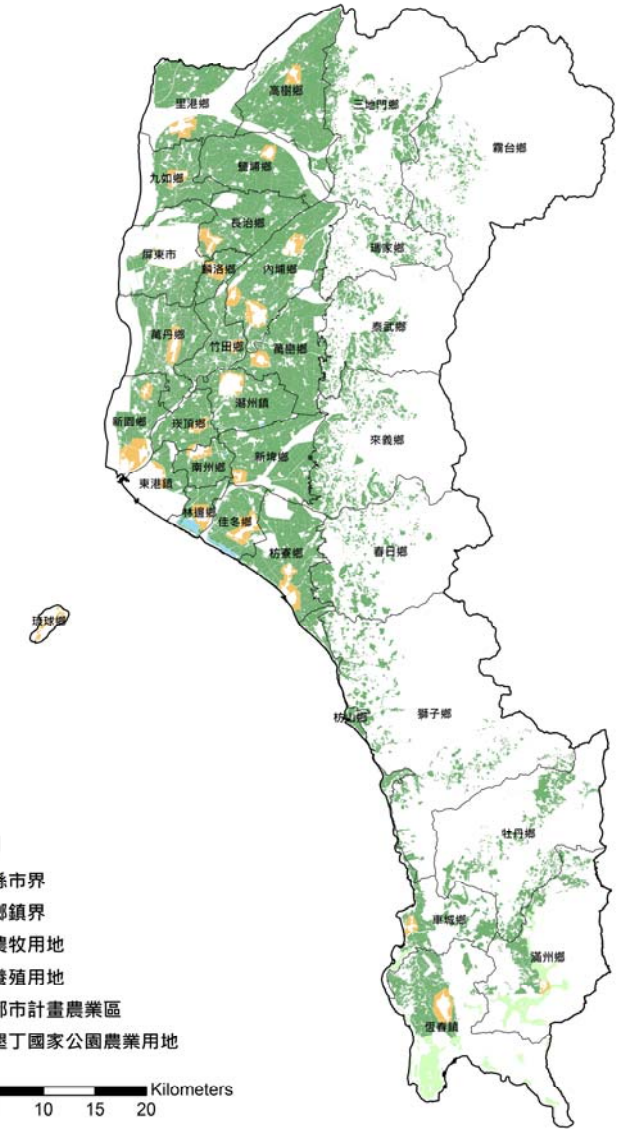 高樹鄉
里港鄉
三地門鄉
霧台鄉
鹽埔鄉
九如鄉
長治鄉
屏東市
瑪家鄉
麟洛鄉
內埔鄉
泰武鄉
萬丹鄉
竹田鄉
萬巒鄉
潮州鎮
新園鄉
崁頂鄉
來義鄉
新埤鄉
南州鄉
東港鎮
林邊鄉
佳冬鄉
枋寮鄉
春日鄉
琉球鄉
枋山鄉
獅子鄉
牡丹鄉
車城鄉
滿州鄉
恆春鎮
縣市界
鄉鎮界
農牧用地
養殖用地
都市計畫農業區
墾丁國家公園農業用地
Kilometers
10 15 20